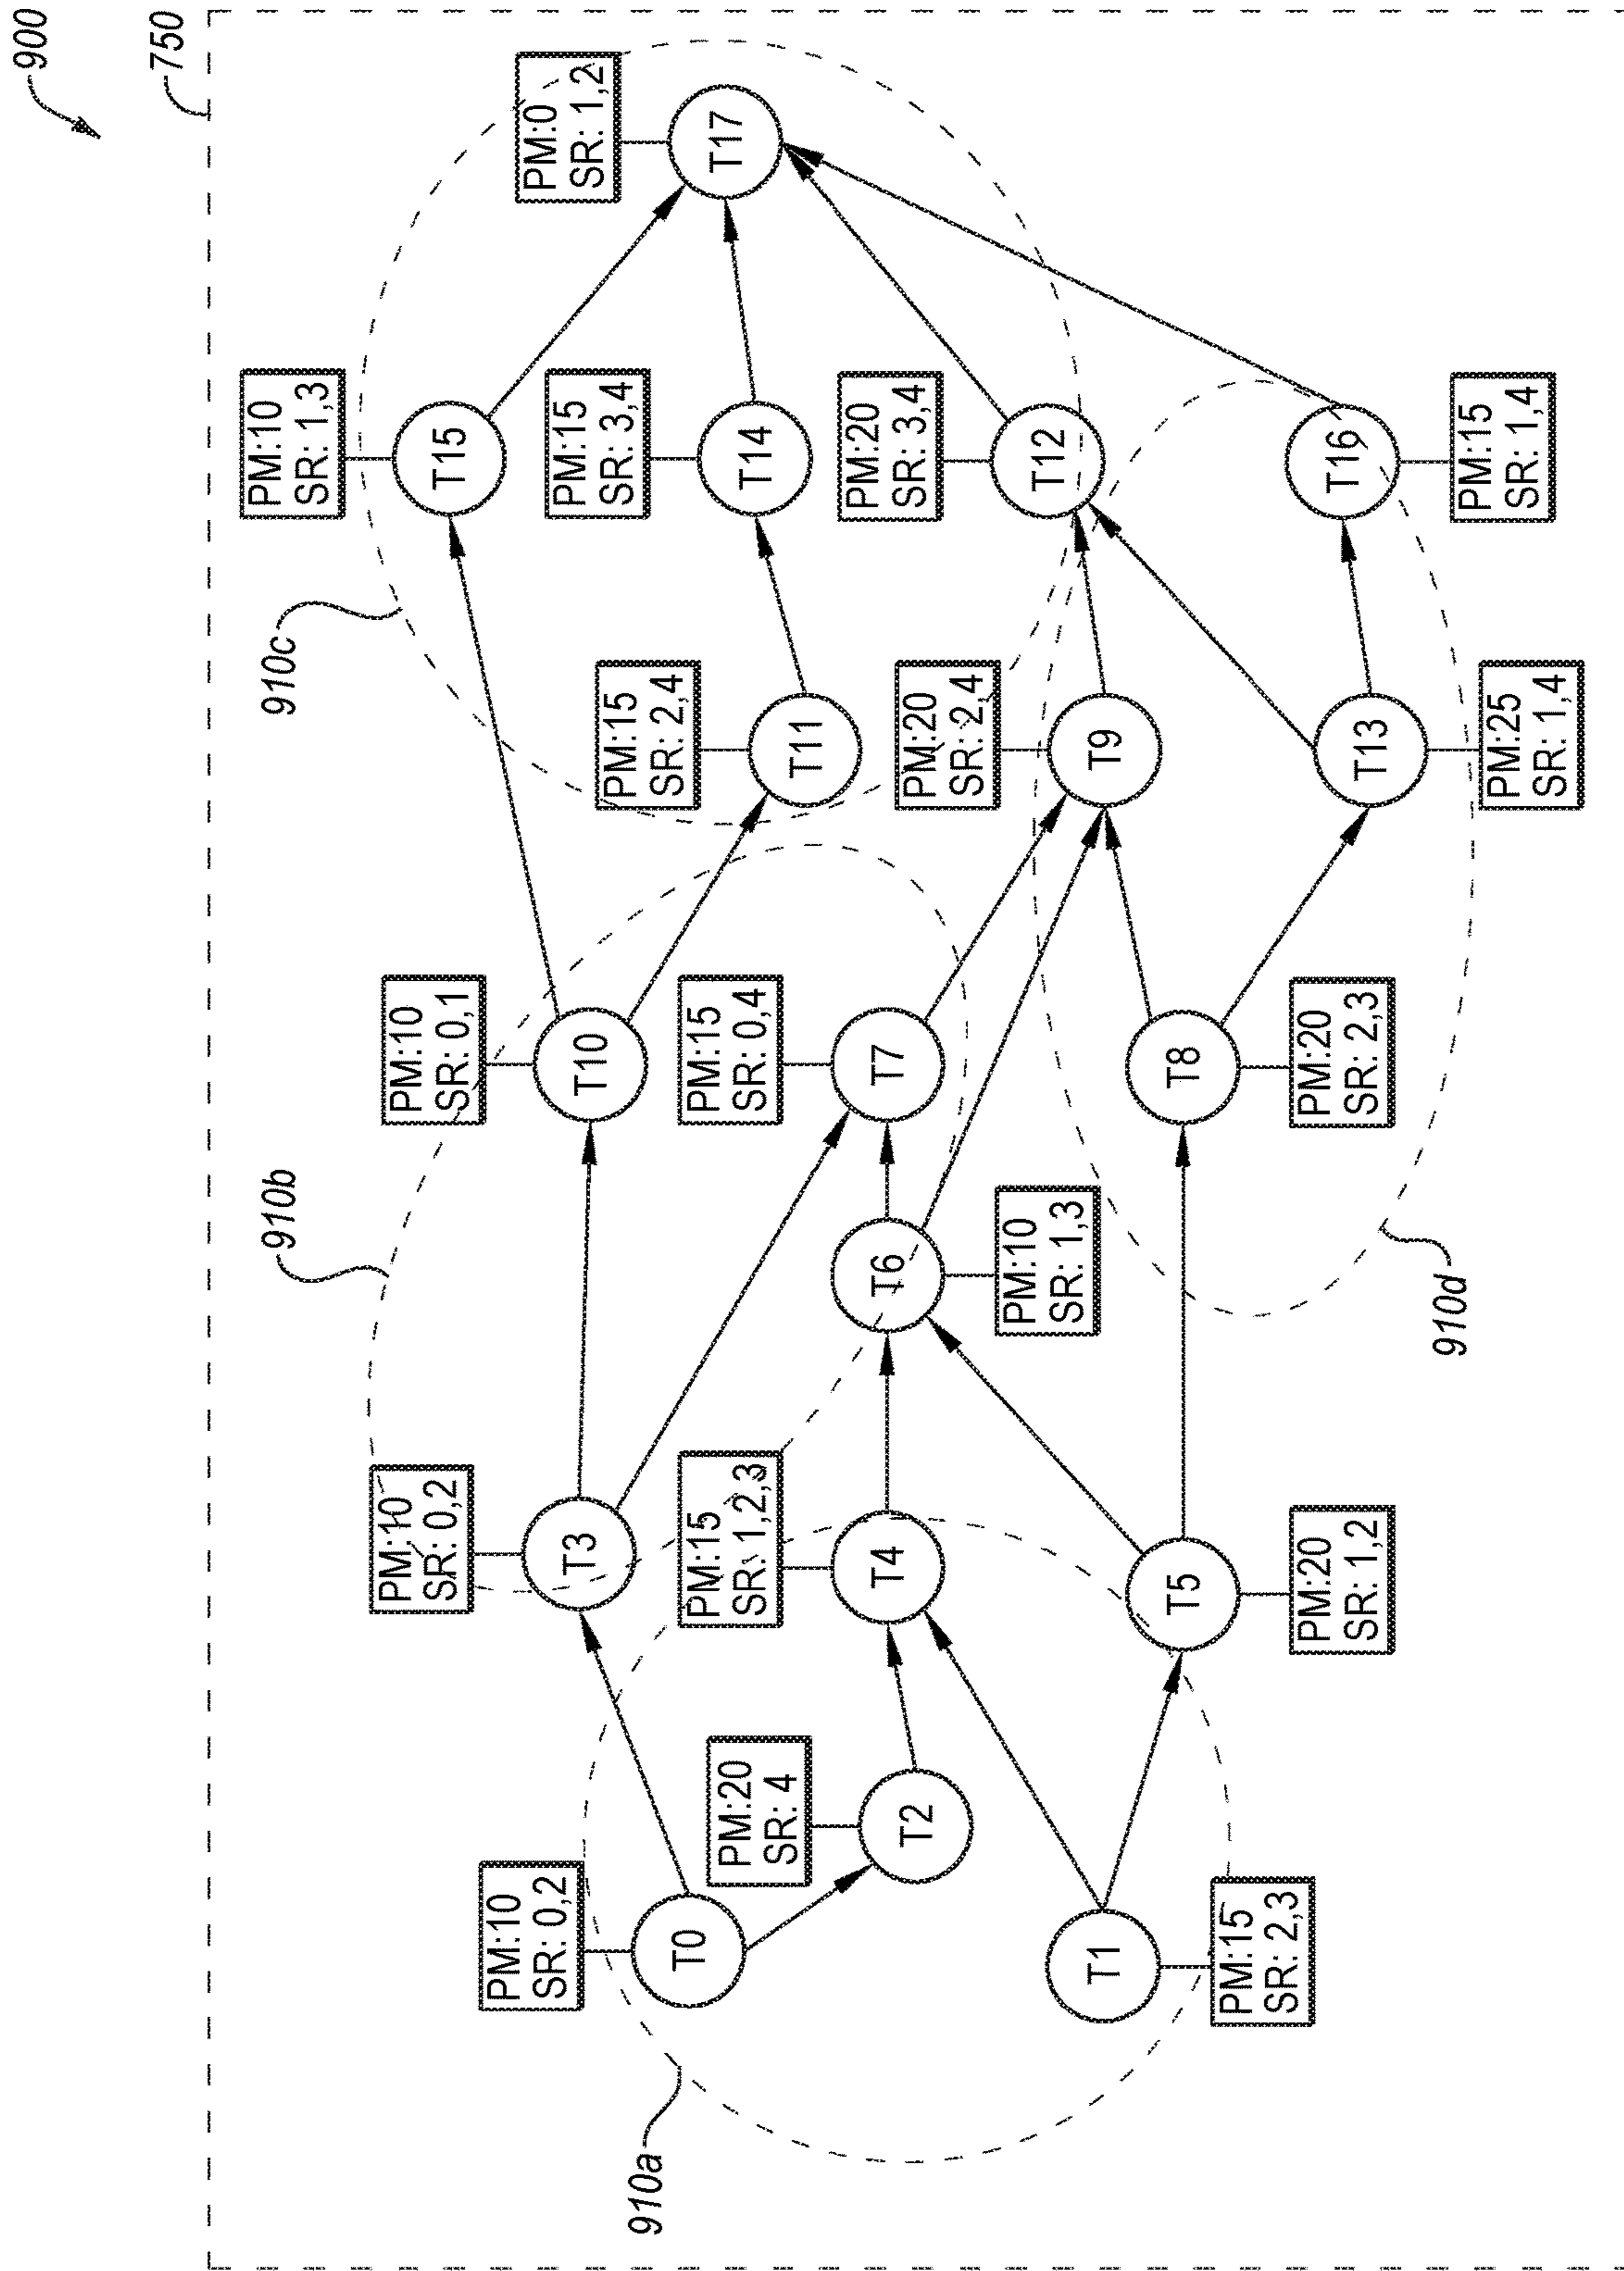 900
750
910a
910b
910c
910d
PM:10
SR: 0,2
T0
PM:15
SR: 2,3
T1
PM:20
SR: 4
T2
PM:10
SR: 0,2
T3
PM:15
SR: 1,2,3
T4
PM:20
SR: 1,2
T5
PM:10
SR: 1,3
T6
PM:10
SR: 0,1
T10
PM:15
SR: 0,4
T7
PM:20
SR: 2,3
T8
PM:15
SR: 2,4
T11
PM:20
SR: 2,4
T9
PM:25
SR: 1,4
T13
PM:10
SR: 1,3
T15
PM:15
SR: 3,4
T14
PM:20
SR: 3,4
T12
PM:15
SR: 1,4
T16
PM:0
SR: 1,2
T17